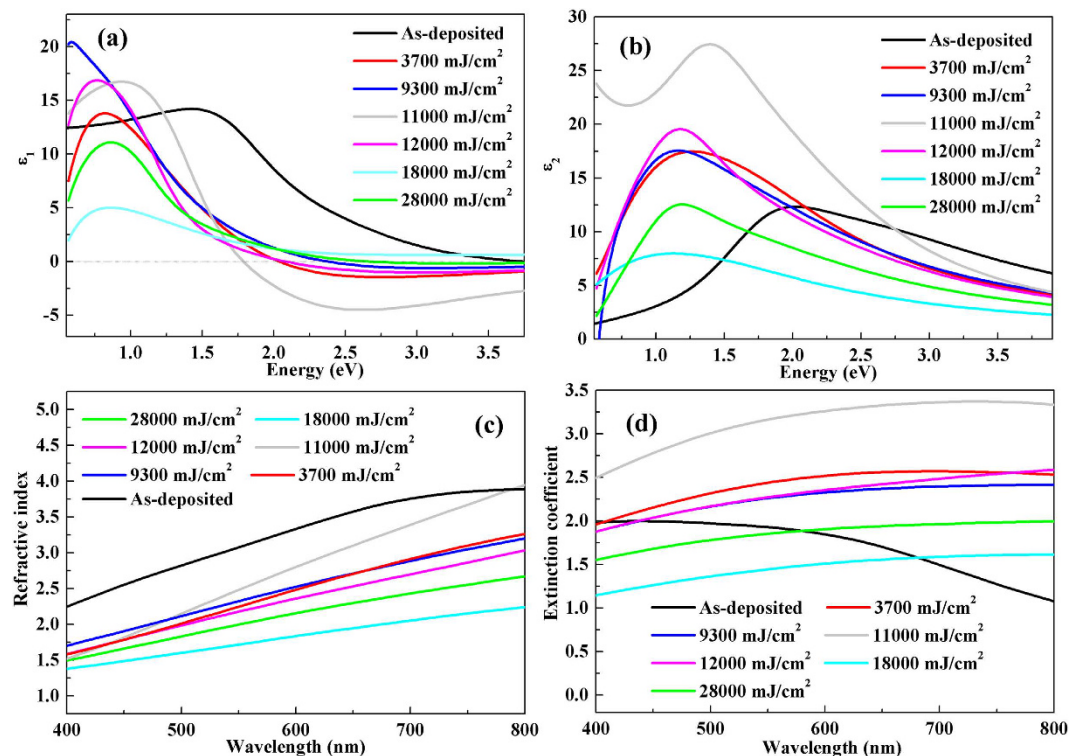 (a)
As-deposited
3700 mJ/cm²
9300 mJ/cm²
11000 mJ/cm²
12000 mJ/cm²
18000 mJ/cm²
28000 mJ/cm²
20
15
10
5
0
-5
ε₁
1.0 1.5 2.0 2.5 3.0 3.5
Energy (eV)
(b)
As-deposited
3700 mJ/cm²
9300 mJ/cm²
11000 mJ/cm²
12000 mJ/cm²
18000 mJ/cm²
28000 mJ/cm²
30
25
20
15
10
5
0
ε₂
1.0 1.5 2.0 2.5 3.0 3.5
Energy (eV)
(c)
28000 mJ/cm² 18000 mJ/cm²
12000 mJ/cm² 11000 mJ/cm²
9300 mJ/cm² 3700 mJ/cm²
As-deposited
5.0
4.5
4.0
3.5
3.0
2.5
2.0
1.5
1.0
Refractive index
400 500 600 700 800
Wavelength (nm)
(d)
3.5
3.0
2.5
2.0
1.5
1.0
0.5
0.0
Extinction coefficient
As-deposited 3700 mJ/cm²
9300 mJ/cm² 11000 mJ/cm²
12000 mJ/cm² 18000 mJ/cm²
28000 mJ/cm²
400 500 600 700 800
Wavelength (nm)